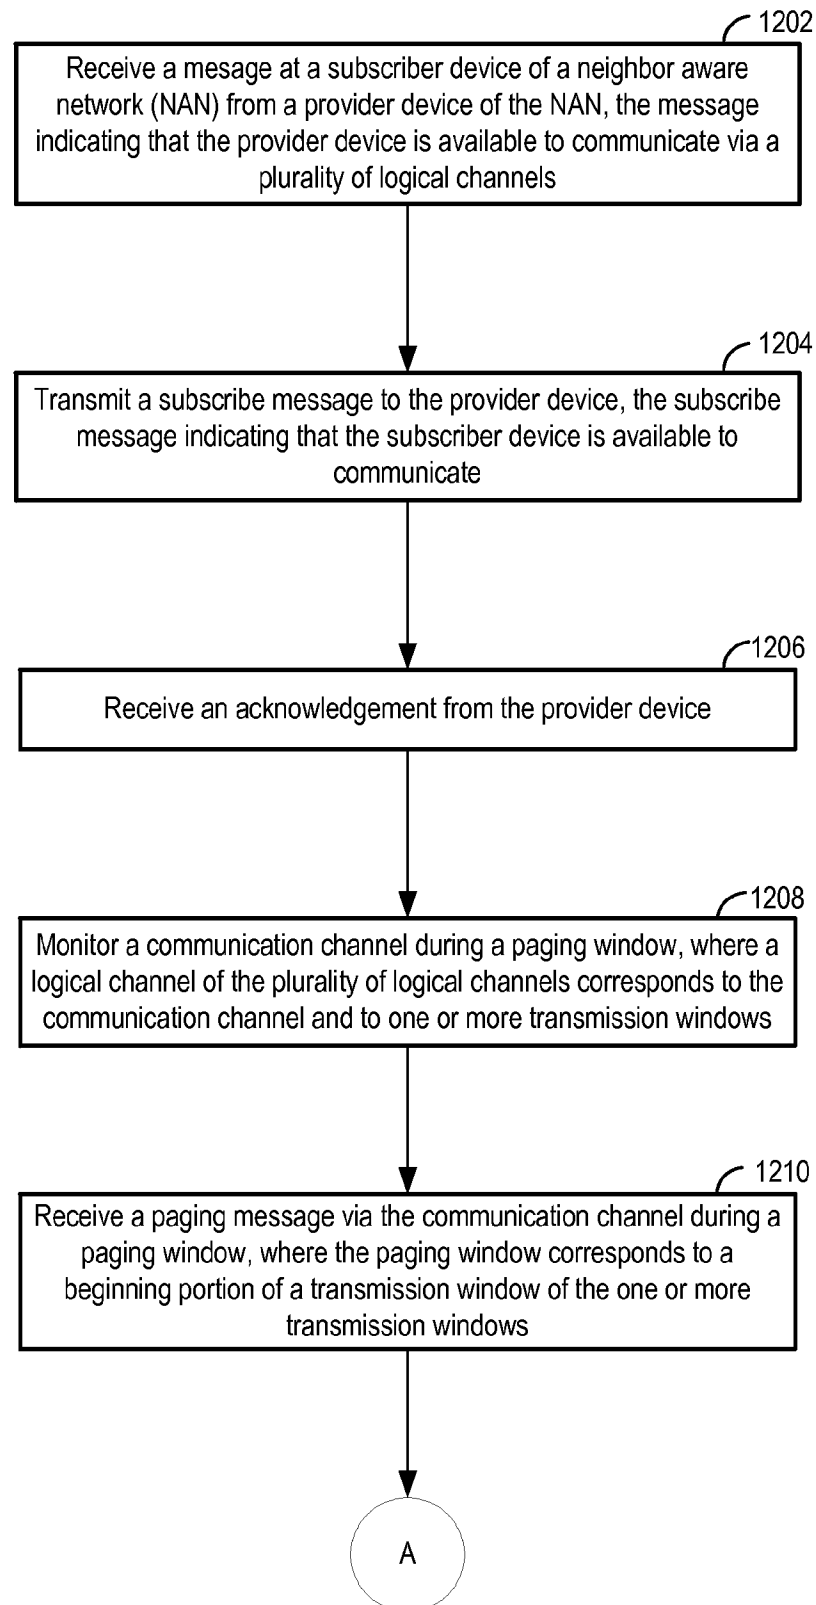 1202
Receive a mesage at a subscriber device of a neighbor aware
network (NAN) from a provider device of the NAN, the message
indicating that the provider device is available to communicate via a
plurality of logical channels
1204
Transmit a subscribe message to the provider device, the subscribe
message indicating that the subscriber device is available to
communicate
1206
Receive an acknowledgement from the provider device
1208
Monitor a communication channel during a paging window, where a
logical channel of the plurality of logical channels corresponds to the
communication channel and to one or more transmission windows
1210
Receive a paging message via the communication channel during a
paging window, where the paging window corresponds to a
beginning portion of a transmission window of the one or more
transmission windows
A